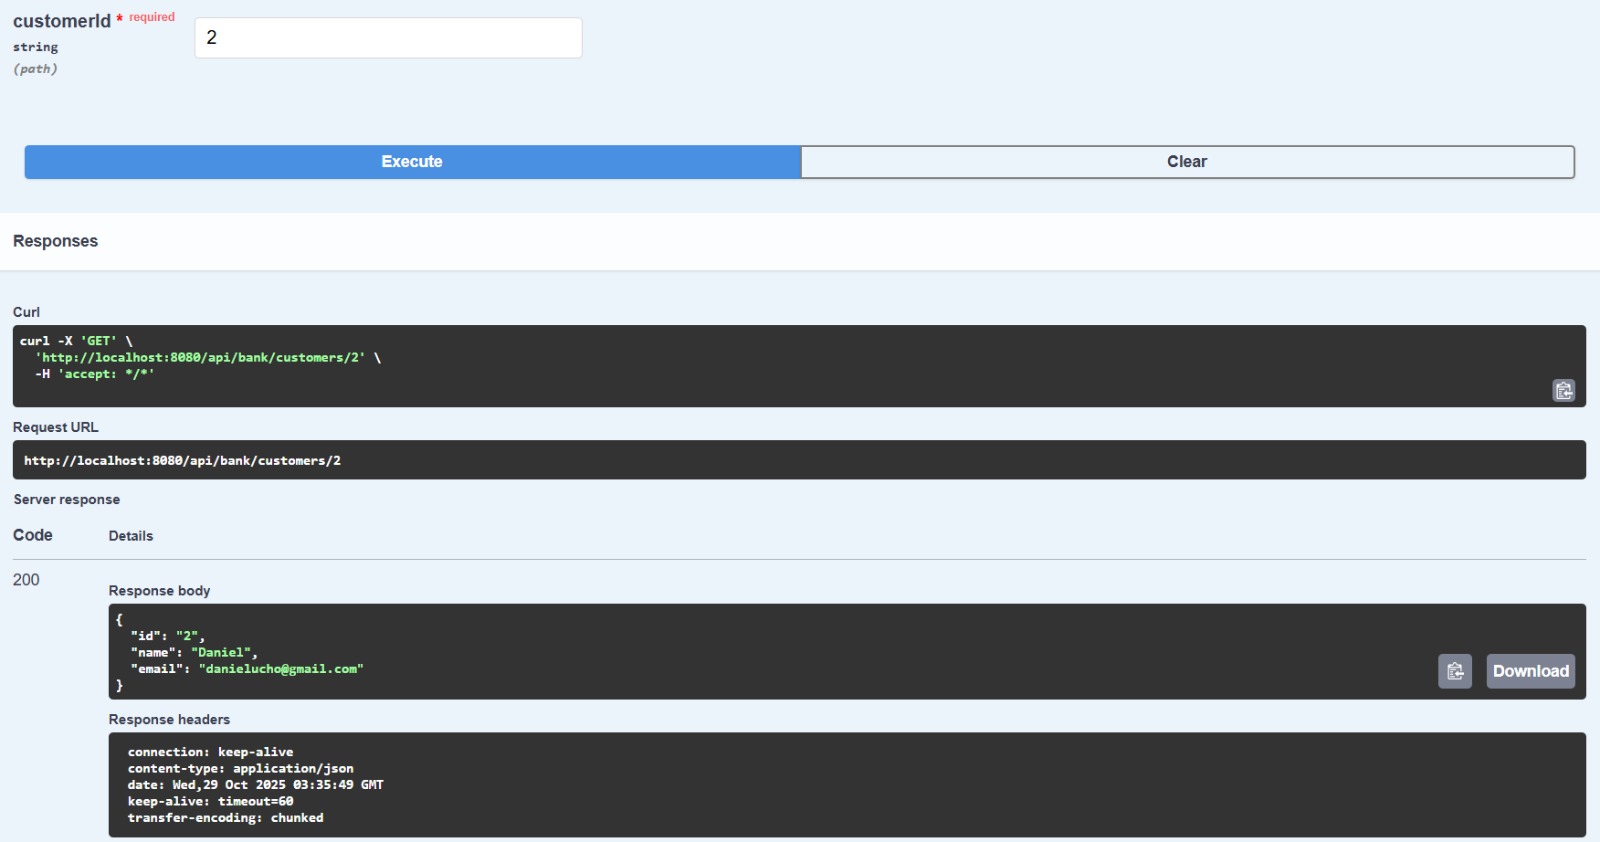 customerId * required
string
(path)
2
Execute
Clear
Responses
Curl
curl -X 'GET' \
  'http://localhost:8080/api/bank/customers/2' \
  -H 'accept: */*'
Request URL
http://localhost:8080/api/bank/customers/2
Server response
Code
Details
200
Response body
{
  "id": "2",
  "name": "Daniel",
  "email": "danielucho@gmail.com"
}
Download
Response headers
connection: keep-alive
content-type: application/json
date: Wed,29 Oct 2025 03:35:49 GMT
keep-alive: timeout=60
transfer-encoding: chunked